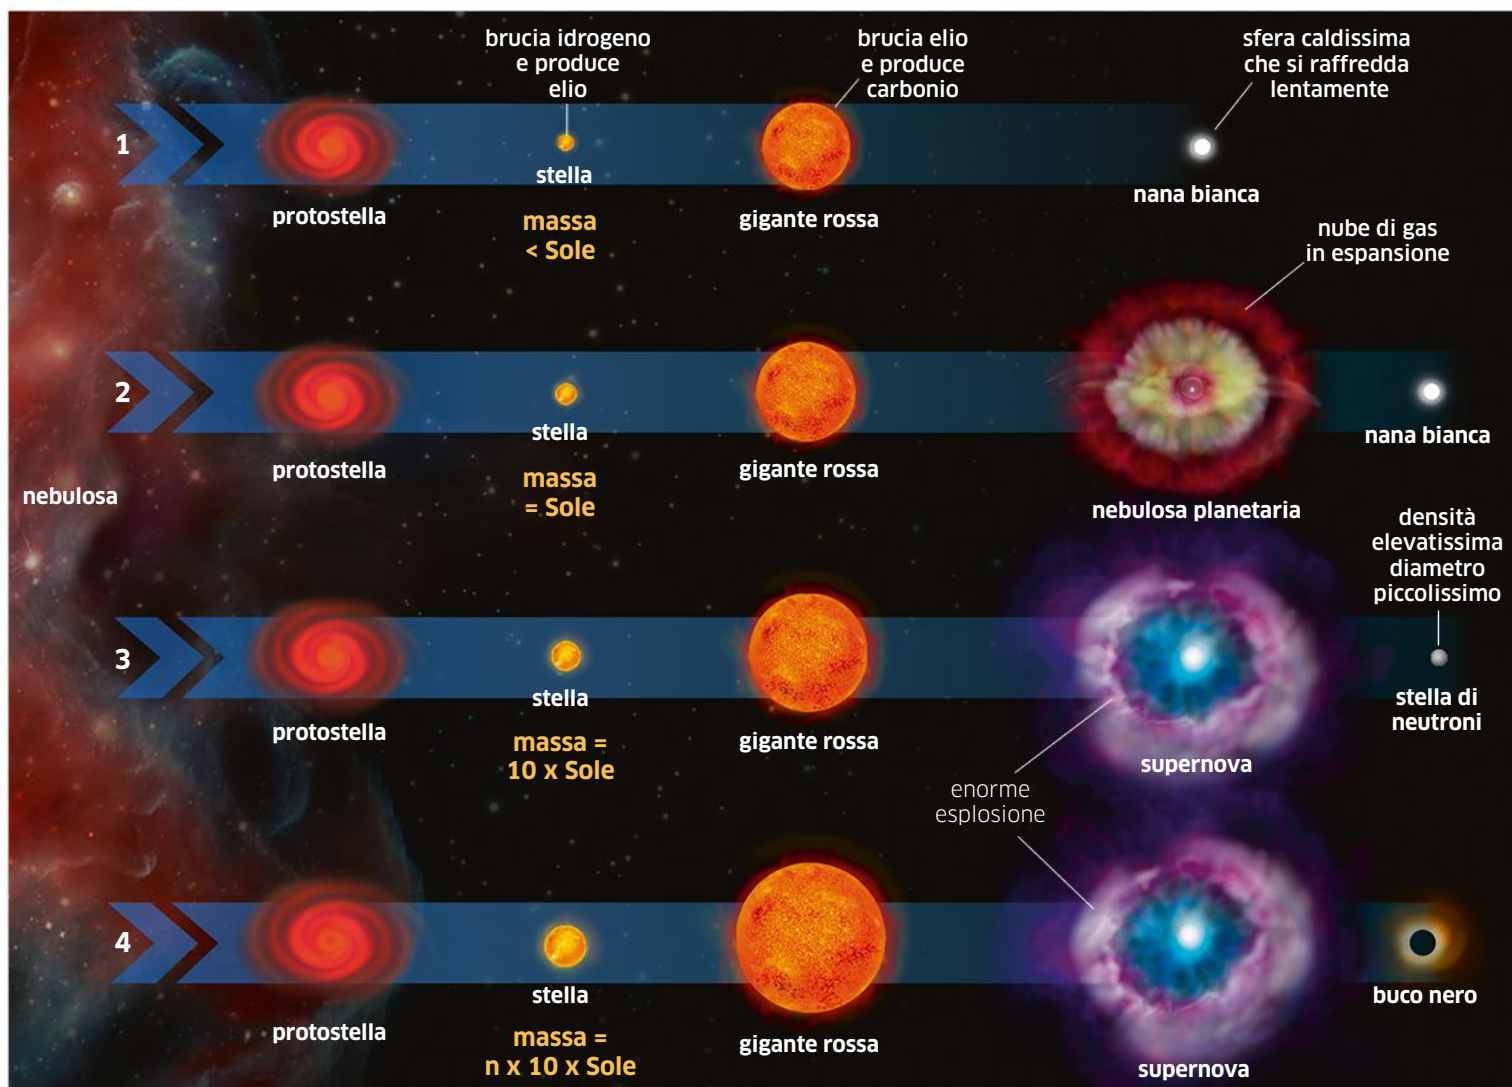 brucia idrogeno
e produce
elio
brucia elio
e produce
carbonio
sfera caldissima
che si raffredda
lentamente
1
protostella
stella
massa
< Sole
gigante rossa
nana bianca
nube di gas
in espansione
2
protostella
stella
massa
= Sole
gigante rossa
nebulosa planetaria
nana bianca
nebulosa
densità
elevatissima
diametro
piccolissimo
3
protostella
stella
massa =
10 x Sole
gigante rossa
supernova
stella di
neutroni
enorme
esplosione
4
protostella
stella
massa =
n x 10 x Sole
gigante rossa
supernova
buco nero